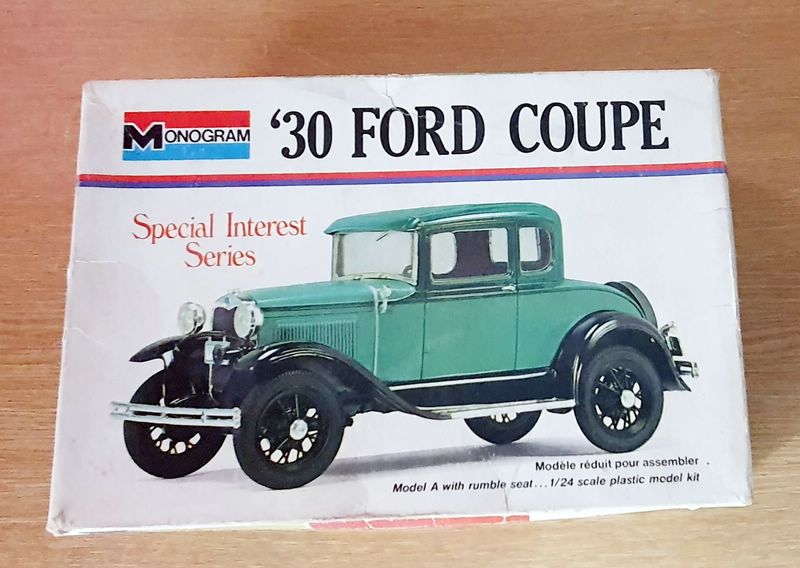 MONOGRAM
'30 FORD COUPE
Special Interest
Series
Modèle réduit pour assembler
Model A with rumble seat...1/24 scale plastic model kit